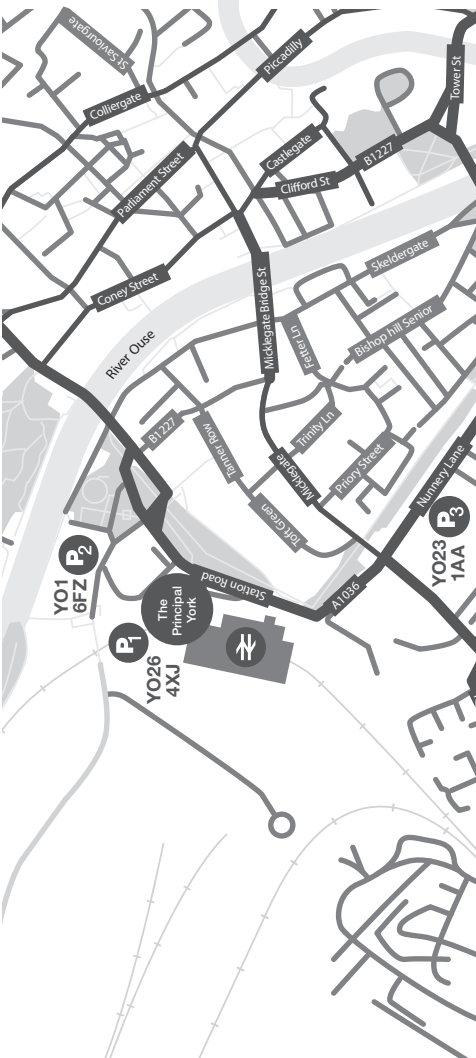 St Saviourgate
Piccadilly
Colliergate
Tower St
Castlegate
B1227
Parliament Street
Clifford St
Skeldergate
Coney Street
Micklegate Bridge St
River Ouse
Fetter Ln
Bishop hill Senior
B1227
Tanner Row
Trinity Ln
Micklegate
Priory Street
Nunnery Lane
Toft Green
P3
YO23
1AA
P2
YO1
6FZ
Station Road
A1036
The
Principal
York
P1
YO26
4XJ